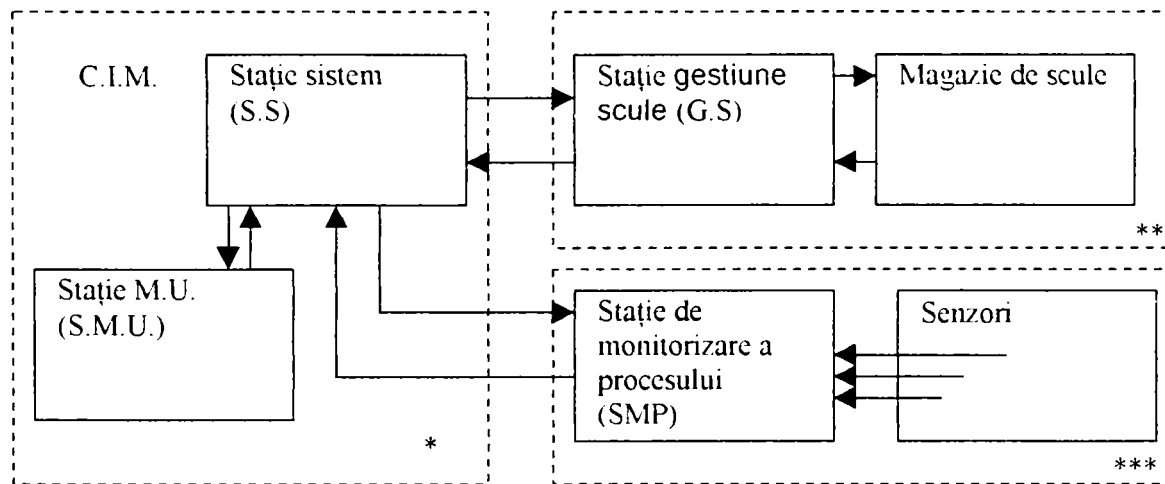 C.I.M.
Stație sistem
(S.S)
Stație gestiune
scule (G.S)
Magazie de scule
**
Stație M.U.
(S.M.U.)
*
Stație de
monitorizare a
procesului
(SMP)
Senzori
***